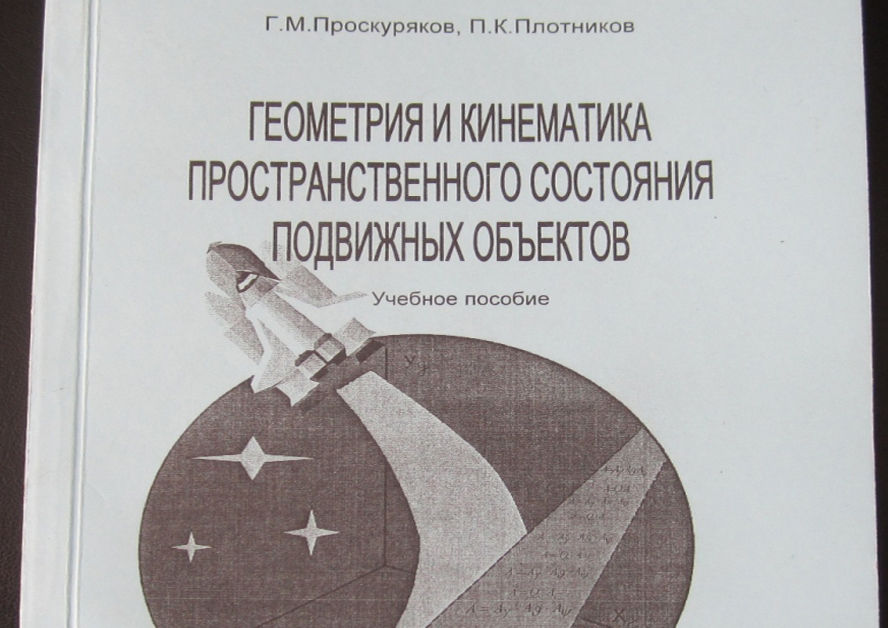 Г.М.Проскуряков, П.К.Плотников
ГЕОМЕТРИЯ И КИНЕМАТИКА
ПРОСТРАНСТВЕННОГО СОСТОЯНИЯ
ПОДВИЖНЫХ ОБЪЕКТОВ
Учебное пособие